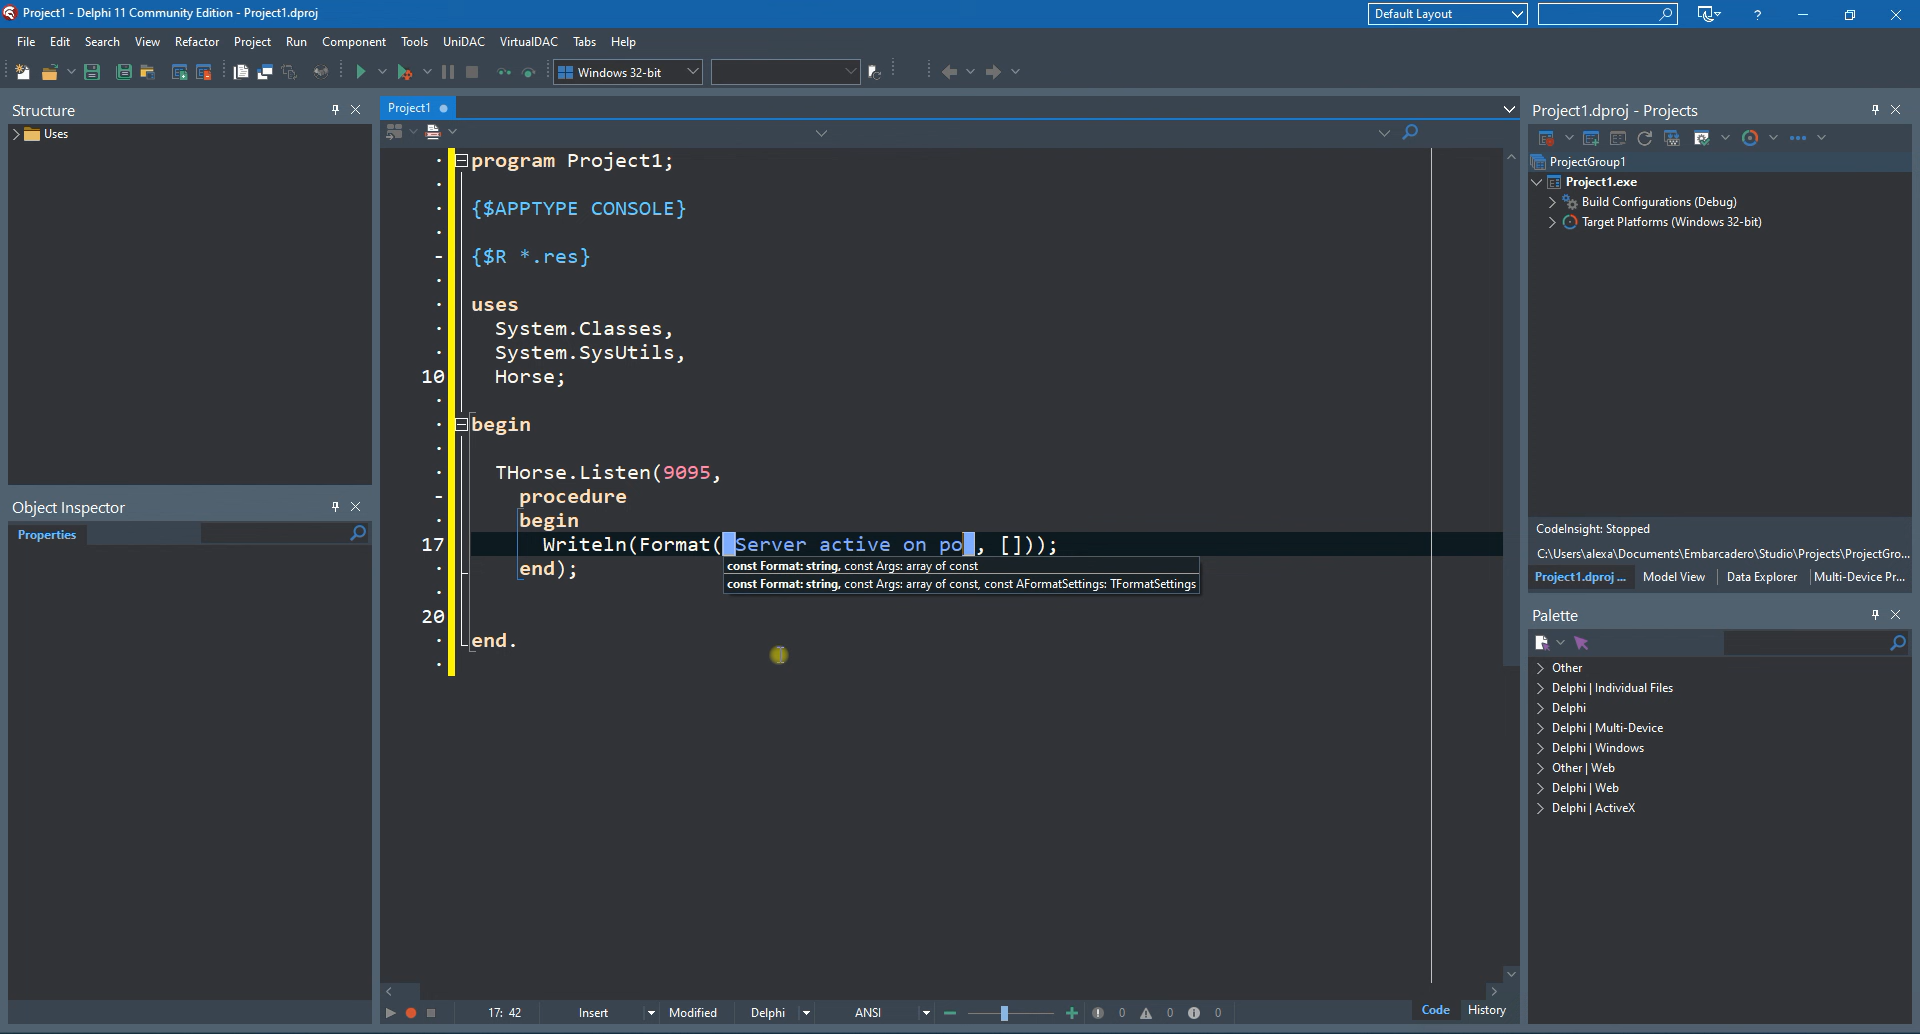 Project1 - Delphi 11 Community Edition - Project1.dproj
Default Layout
?
File Edit Search View Refactor Project Run Component Tools UniDAC VirtualDAC Tabs Help
Windows 32-bit
Structure
Uses
Object Inspector
Properties
Project1
program Project1;
{$APPTYPE CONSOLE}
{$R *.res}
uses
System.Classes,
System.SysUtils,
10 Horse;
begin
THorse.Listen(9095,
procedure
begin
17 Writeln(Format('Server active on po', []));
const Format: string, const Args: array of const
const Format: string, const Args: array of const, const AFormatSettings: TFormatSettings
end);
20
end.
17: 42 Insert Modified Delphi ANSI 0 0 0 Code History
Project1.dproj - Projects
ProjectGroup1
Project1.exe
Build Configurations (Debug)
Target Platforms (Windows 32-bit)
CodeInsight: Stopped
C:\Users\alexa\Documents\Embarcadero\Studio\Projects\ProjectGro...
Project1.dproj ... Model View Data Explorer Multi-Device Pr...
Palette
Other
Delphi | Individual Files
Delphi
Delphi | Multi-Device
Delphi | Windows
Other | Web
Delphi | Web
Delphi | ActiveX